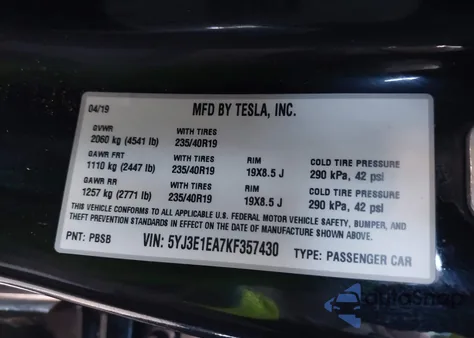 04/19 MFD BY TESLA, INC.
GVWR WITH TIRES
2060 kg (4541 lb) 235/40R19
GAWR FRT WITH TIRES RIM COLD TIRE PRESSURE
1110 kg (2447 lb) 235/40R19 19X8.5 J 290 kPa, 42 psi
GAWR RR WITH TIRES RIM COLD TIRE PRESSURE
1257 kg (2771 lb) 235/40R19 19X8.5 J 290 kPa, 42 psi
THIS VEHICLE CONFORMS TO ALL APPLICABLE U.S. FEDERAL MOTOR VEHICLE SAFETY, BUMPER, AND
THEFT PREVENTION STANDARDS IN EFFECT ON THE DATE OF MANUFACTURE SHOWN ABOVE.
PNT: PBSB VIN: 5YJ3E1EA7KF357430 TYPE: PASSENGER CAR
AutoSnap